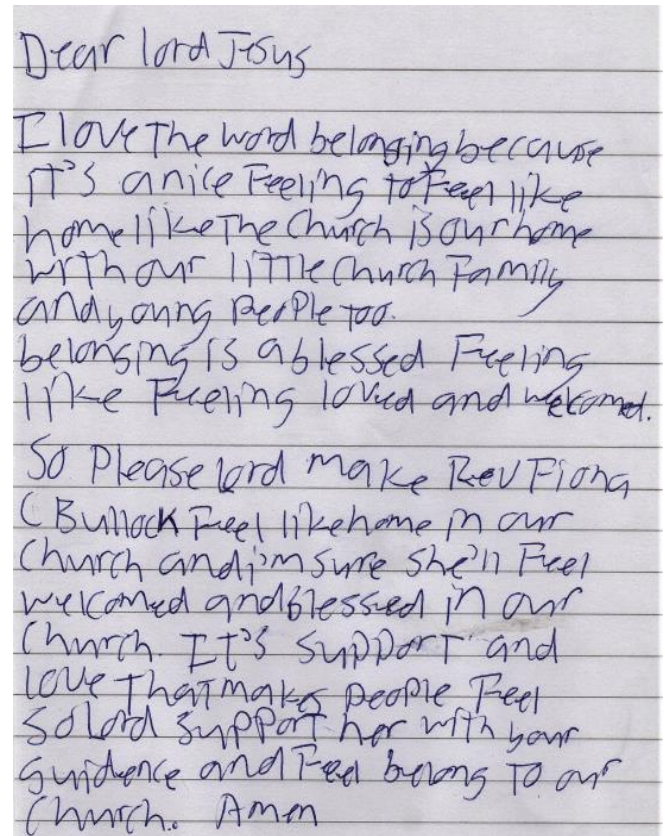 Dear lord Jesus
I love The word belonging because
iT's a nice Feeling to Feel like
home like The Church is our home
with our liTTle Church Family
and young People too.
belonging is a blessed Feeling
like Feeling loved and welcomed.
So Please lord make Rev Fiona
C Bullock Feel like home in our
Church and i'm sure she'll Feel
welcomed and blessed in our
Church. IT's support and
love That makes people Feel
so lord support her with your
guidence and Feel belong to our
Church. Amen